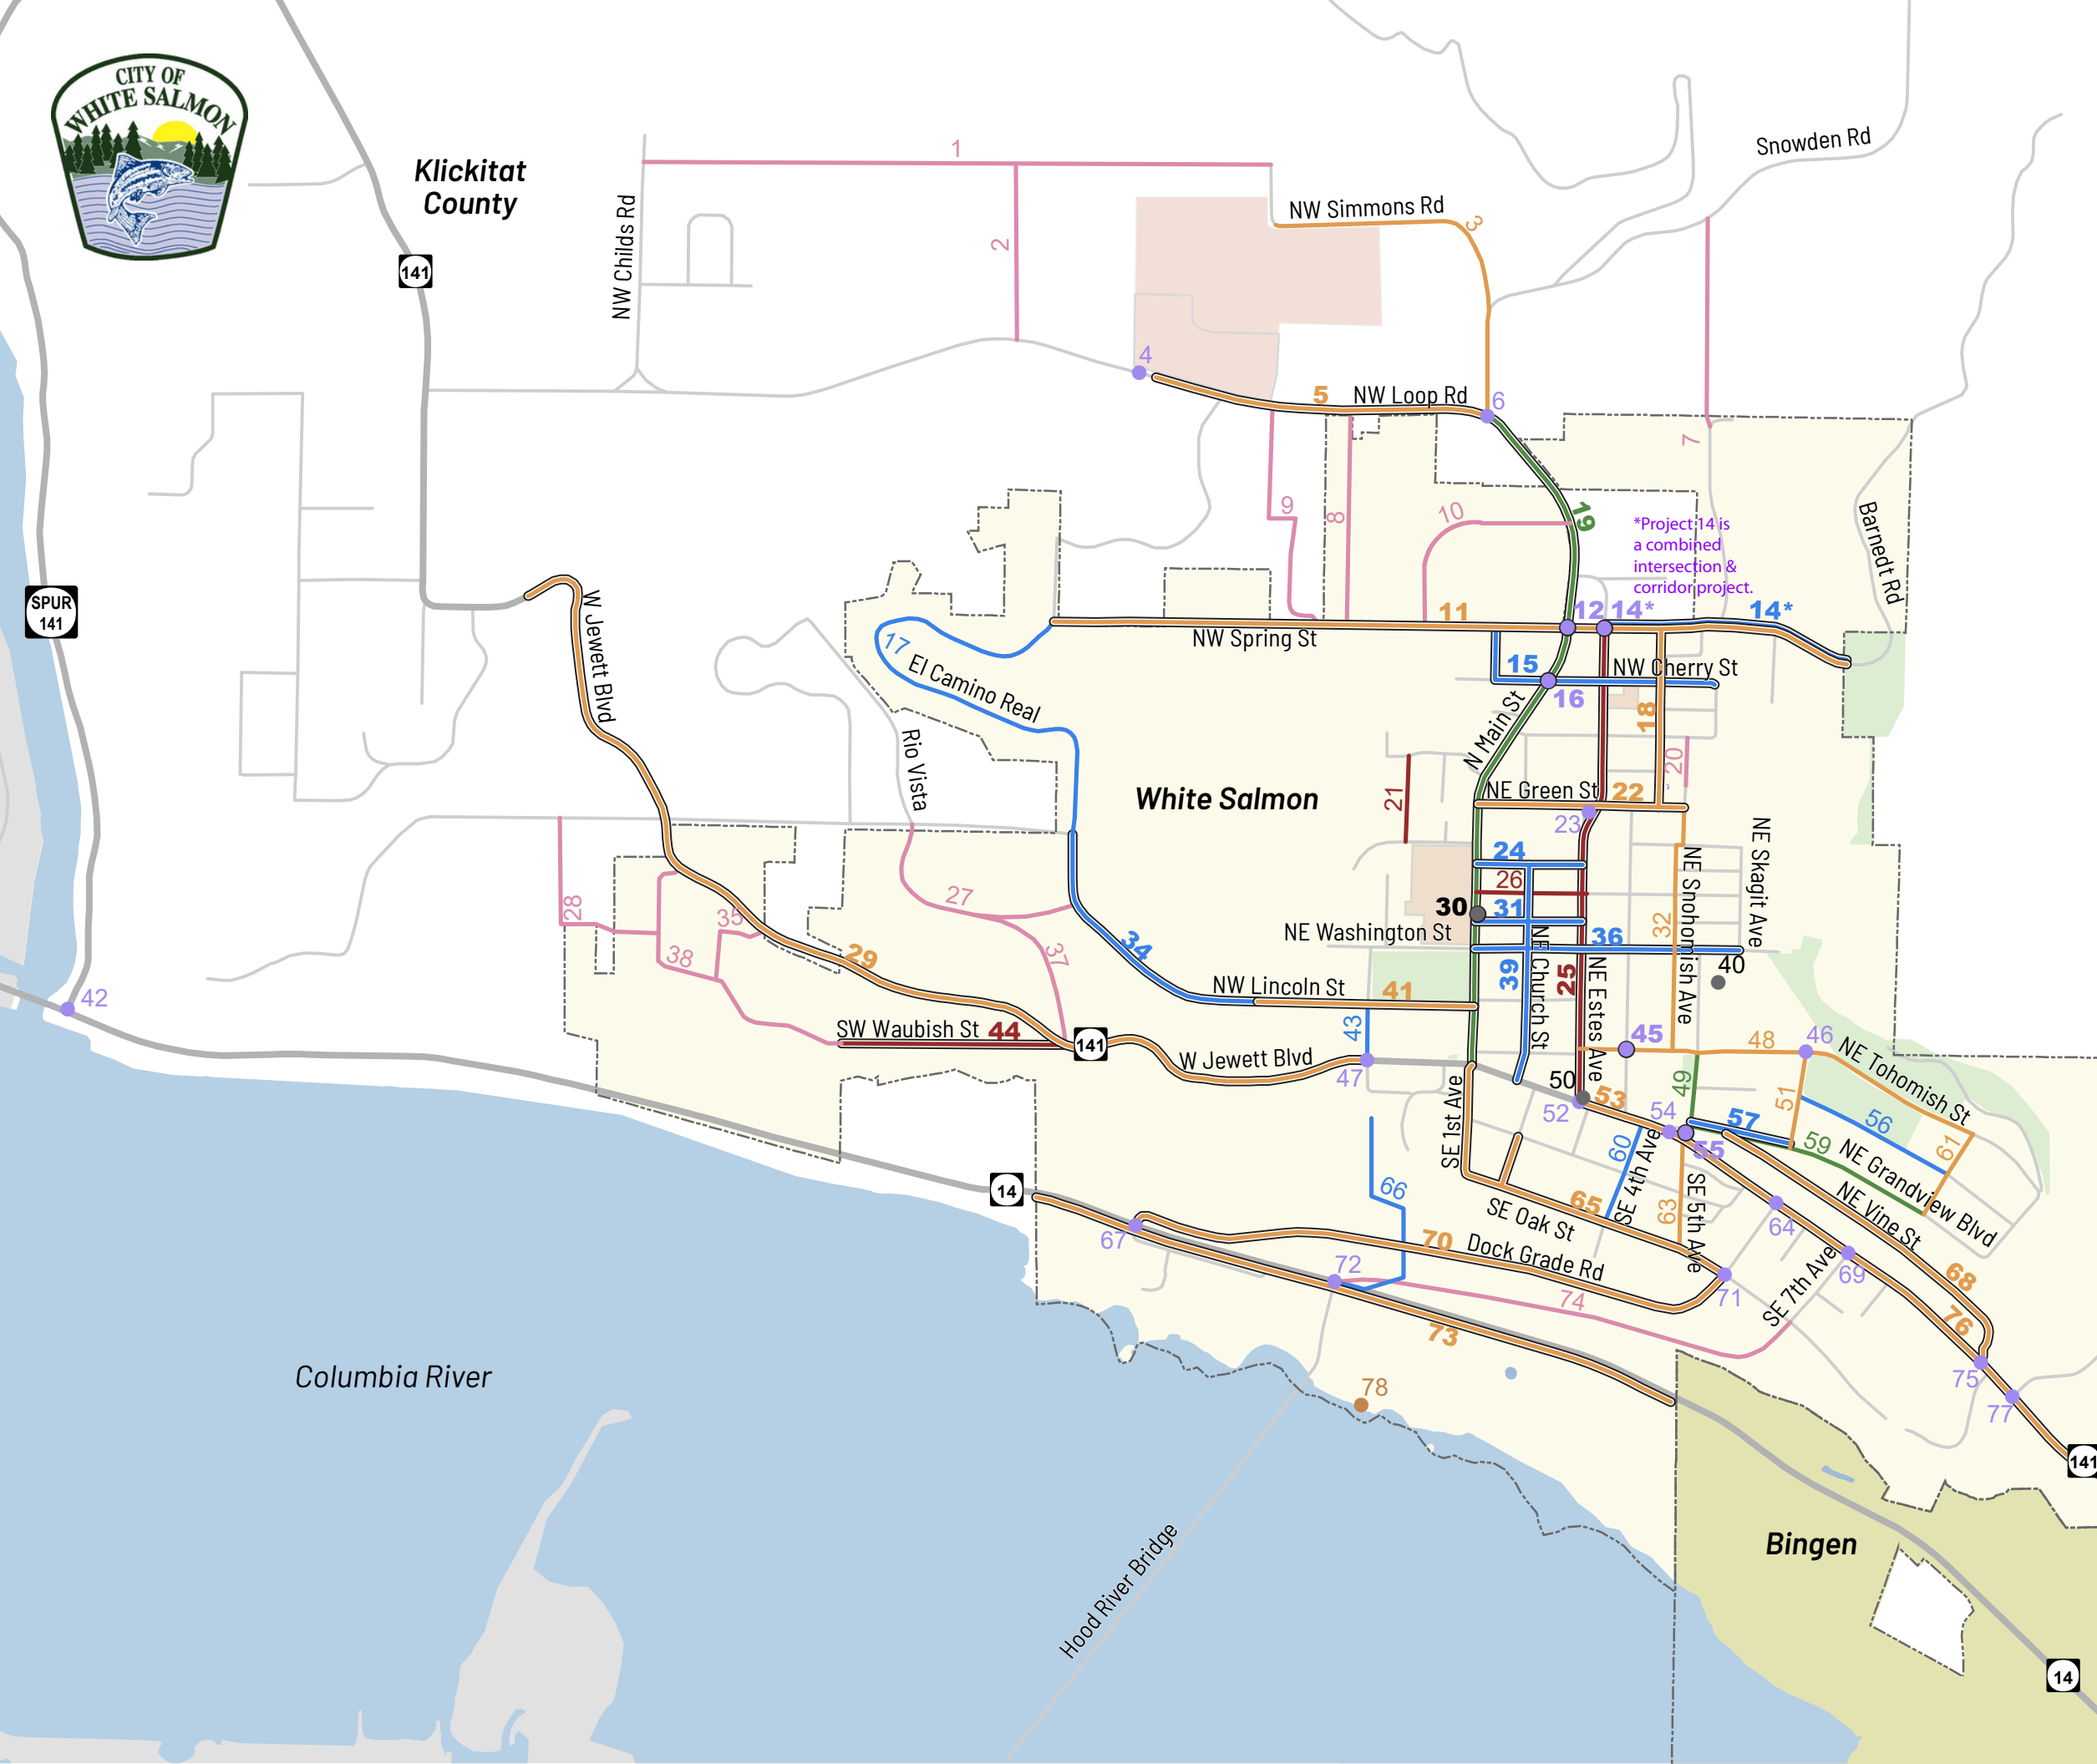 CITY OF
WHITE SALMON
Klickitat
County
141
NW Childs Rd
1
2
NW Simmons Rd
3
Snowden Rd
4
5
NW Loop Rd
6
7
8
9
10
19
*Project 14 is
a combined
intersection &
corridor project.
Barnedt Rd
SPUR
141
W Jewett Blvd
17
El Camino Real
NW Spring St
11
12
14*
14*
15
NW Cherry St
16
18
N Main St
Rio Vista
White Salmon
20
21
NE Green St
22
23
24
26
25
NE Skagit Ave
NE Snohomish Ave
32
27
28
35
38
29
37
34
30
31
NE Washington St
36
39
NE Church St
NE Estes Ave
40
42
NW Lincoln St
41
43
SW Waubish St
44
141
W Jewett Blvd
47
45
48
46
NE Tohomish St
49
50
51
52
53
54
55
57
56
59
61
NE Grandview Blvd
NE Vine St
60
SE 4th Ave
SE 1st Ave
63
SE 5th Ave
64
65
SE Oak St
66
14
67
70
Dock Grade Rd
71
72
73
74
SE 7th Ave
69
68
76
75
77
141
78
Columbia River
Hood River Bridge
Bingen
14